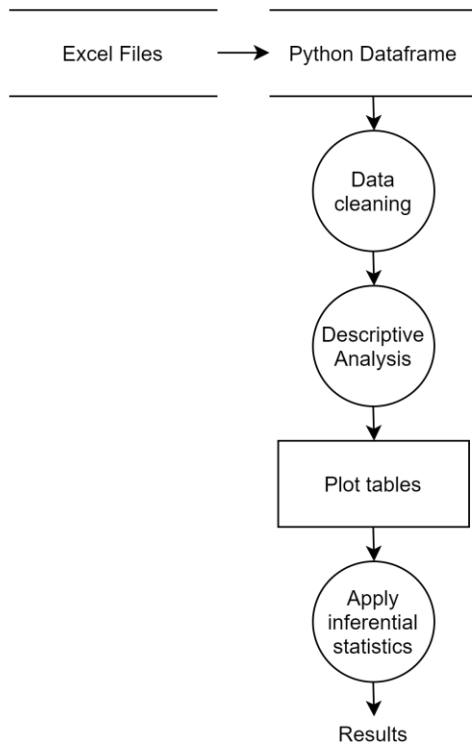 Excel Files
Python Dataframe
Data
cleaning
Descriptive
Analysis
Plot tables
Apply
inferential
statistics
Results